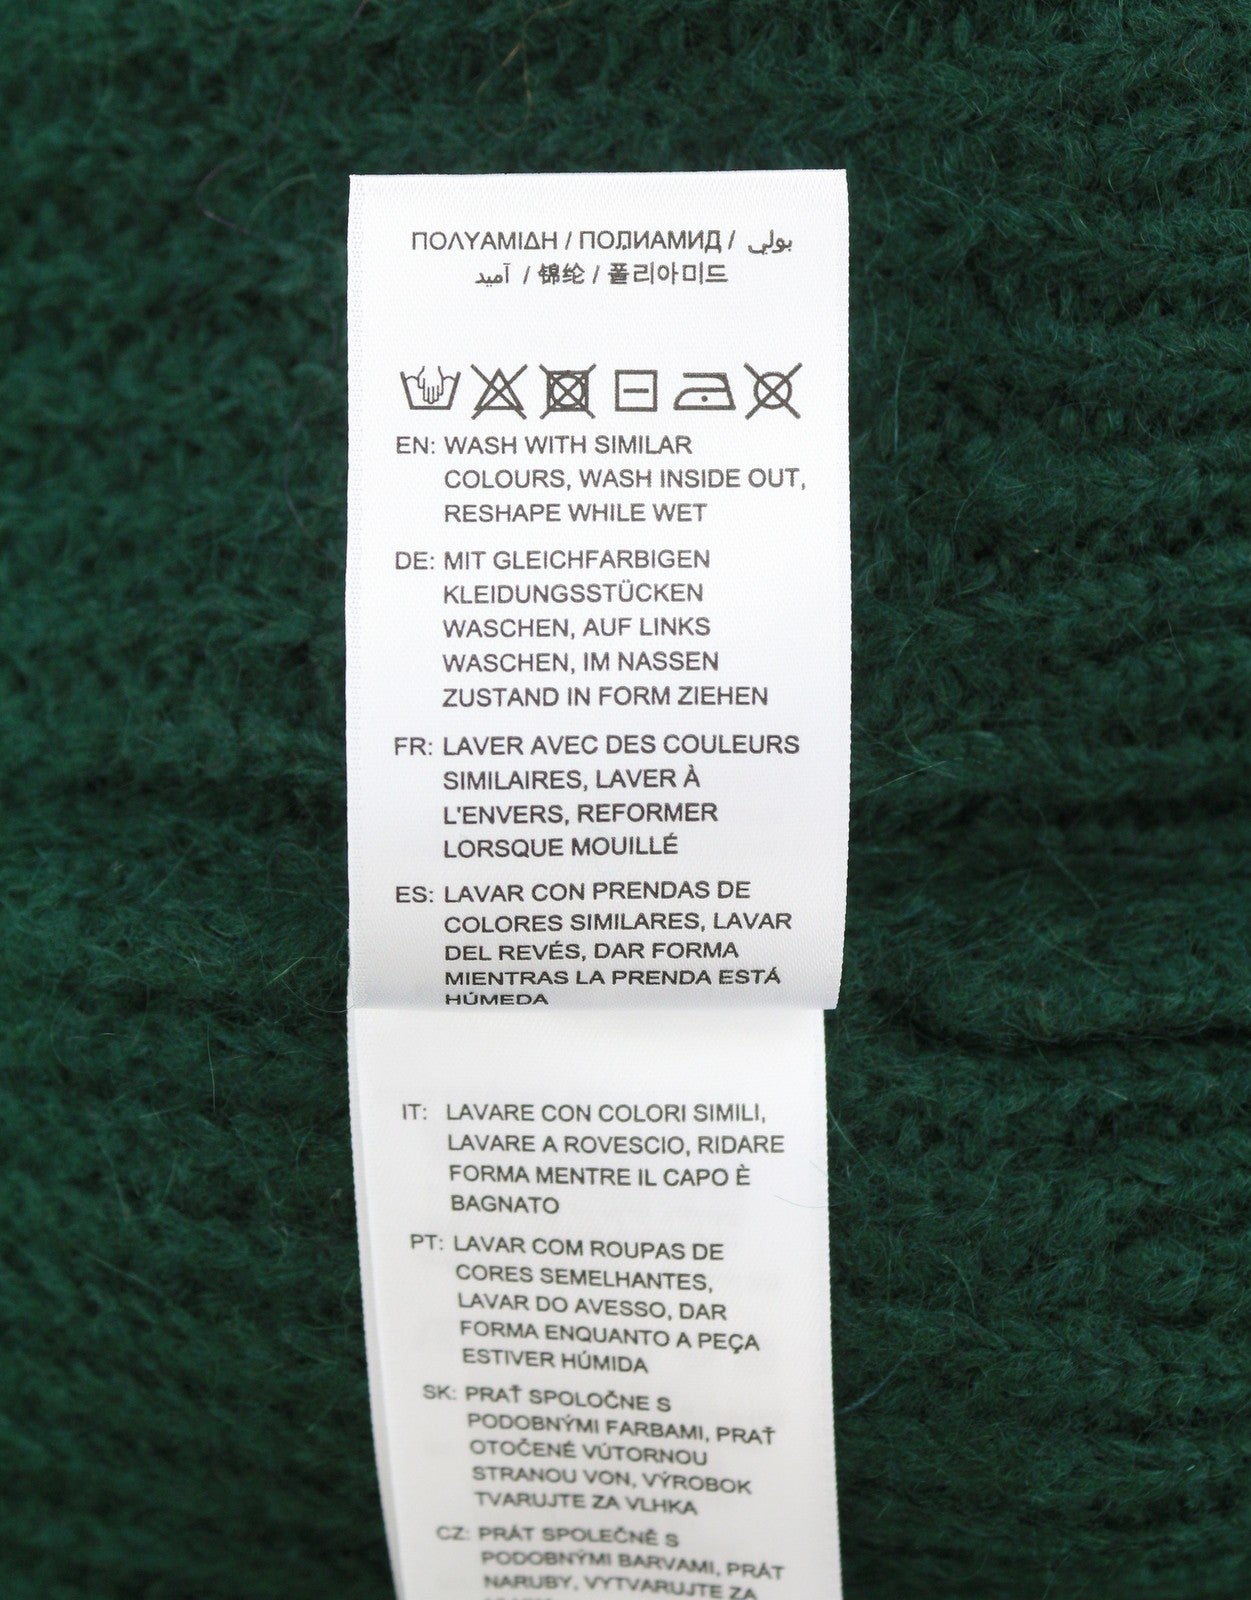 ΠΟΛΥΑΜΙΔΗ / ПОЛИАМИД / بولي
آميد / 锦纶 / 폴리아미드
EN: WASH WITH SIMILAR
COLOURS, WASH INSIDE OUT,
RESHAPE WHILE WET
DE: MIT GLEICHFARBIGEN
KLEIDUNGSSTÜCKEN
WASCHEN, AUF LINKS
WASCHEN, IM NASSEN
ZUSTAND IN FORM ZIEHEN
FR: LAVER AVEC DES COULEURS
SIMILAIRES, LAVER À
L'ENVERS, REFORMER
LORSQUE MOUILLÉ
ES: LAVAR CON PRENDAS DE
COLORES SIMILARES, LAVAR
DEL REVÉS, DAR FORMA
MIENTRAS LA PRENDA ESTÁ
HÚMEDA
IT: LAVARE CON COLORI SIMILI,
LAVARE A ROVESCIO, RIDARE
FORMA MENTRE IL CAPO È
BAGNATO
PT: LAVAR COM ROUPAS DE
CORES SEMELHANTES,
LAVAR DO AVESSO, DAR
FORMA ENQUANTO A PEÇA
ESTIVER HÚMIDA
SK: PRAŤ SPOLOČNE S
PODOBNÝMI FARBAMI, PRAŤ
OTOČENÉ VÚTORNOU
STRANOU VON, VÝROBOK
TVARUJTE ZA VLHKA
CZ: PRÁT SPOLEČNĚ S
PODOBNÝMI BARVAMI, PRÁT
NARUBY, VYTVARUJTE ZA